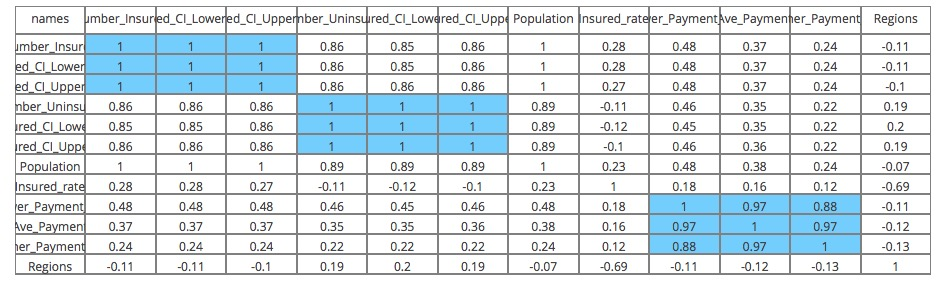 names umber_Insure ed_CI_Lower ed_CI_Upper nber_Uninsu ured_CI_Lowe ured_CI_Uppe Population Insured_rate er_Payment Ave_Paymen her_Payment Regions
umber_Insur 1 1 1 0.86 0.85 0.86 1 0.28 0.48 0.37 0.24 -0.11
ed_CI_Lower 1 1 1 0.86 0.85 0.86 1 0.28 0.48 0.37 0.24 -0.11
ed_CI_Upper 1 1 1 0.86 0.86 0.86 1 0.27 0.48 0.37 0.24 -0.1
nber_Uninsu 0.86 0.86 0.86 1 1 1 0.89 -0.11 0.46 0.35 0.22 0.19
ured_CI_Lowe 0.85 0.85 0.86 1 1 1 0.89 -0.12 0.45 0.35 0.22 0.2
ured_CI_Uppe 0.86 0.86 0.86 1 1 1 0.89 -0.1 0.46 0.36 0.22 0.19
Population 1 1 1 0.89 0.89 0.89 1 0.23 0.48 0.38 0.24 -0.07
Insured_rate 0.28 0.28 0.27 -0.11 -0.12 -0.1 0.23 1 0.18 0.16 0.12 -0.69
er_Payment 0.48 0.48 0.48 0.46 0.45 0.46 0.48 0.18 1 0.97 0.88 -0.11
Ave_Payment 0.37 0.37 0.37 0.35 0.35 0.36 0.38 0.16 0.97 1 0.97 -0.12
her_Payment 0.24 0.24 0.24 0.22 0.22 0.22 0.24 0.12 0.88 0.97 1 -0.13
Regions -0.11 -0.11 -0.1 0.19 0.2 0.19 -0.07 -0.69 -0.11 -0.12 -0.13 1